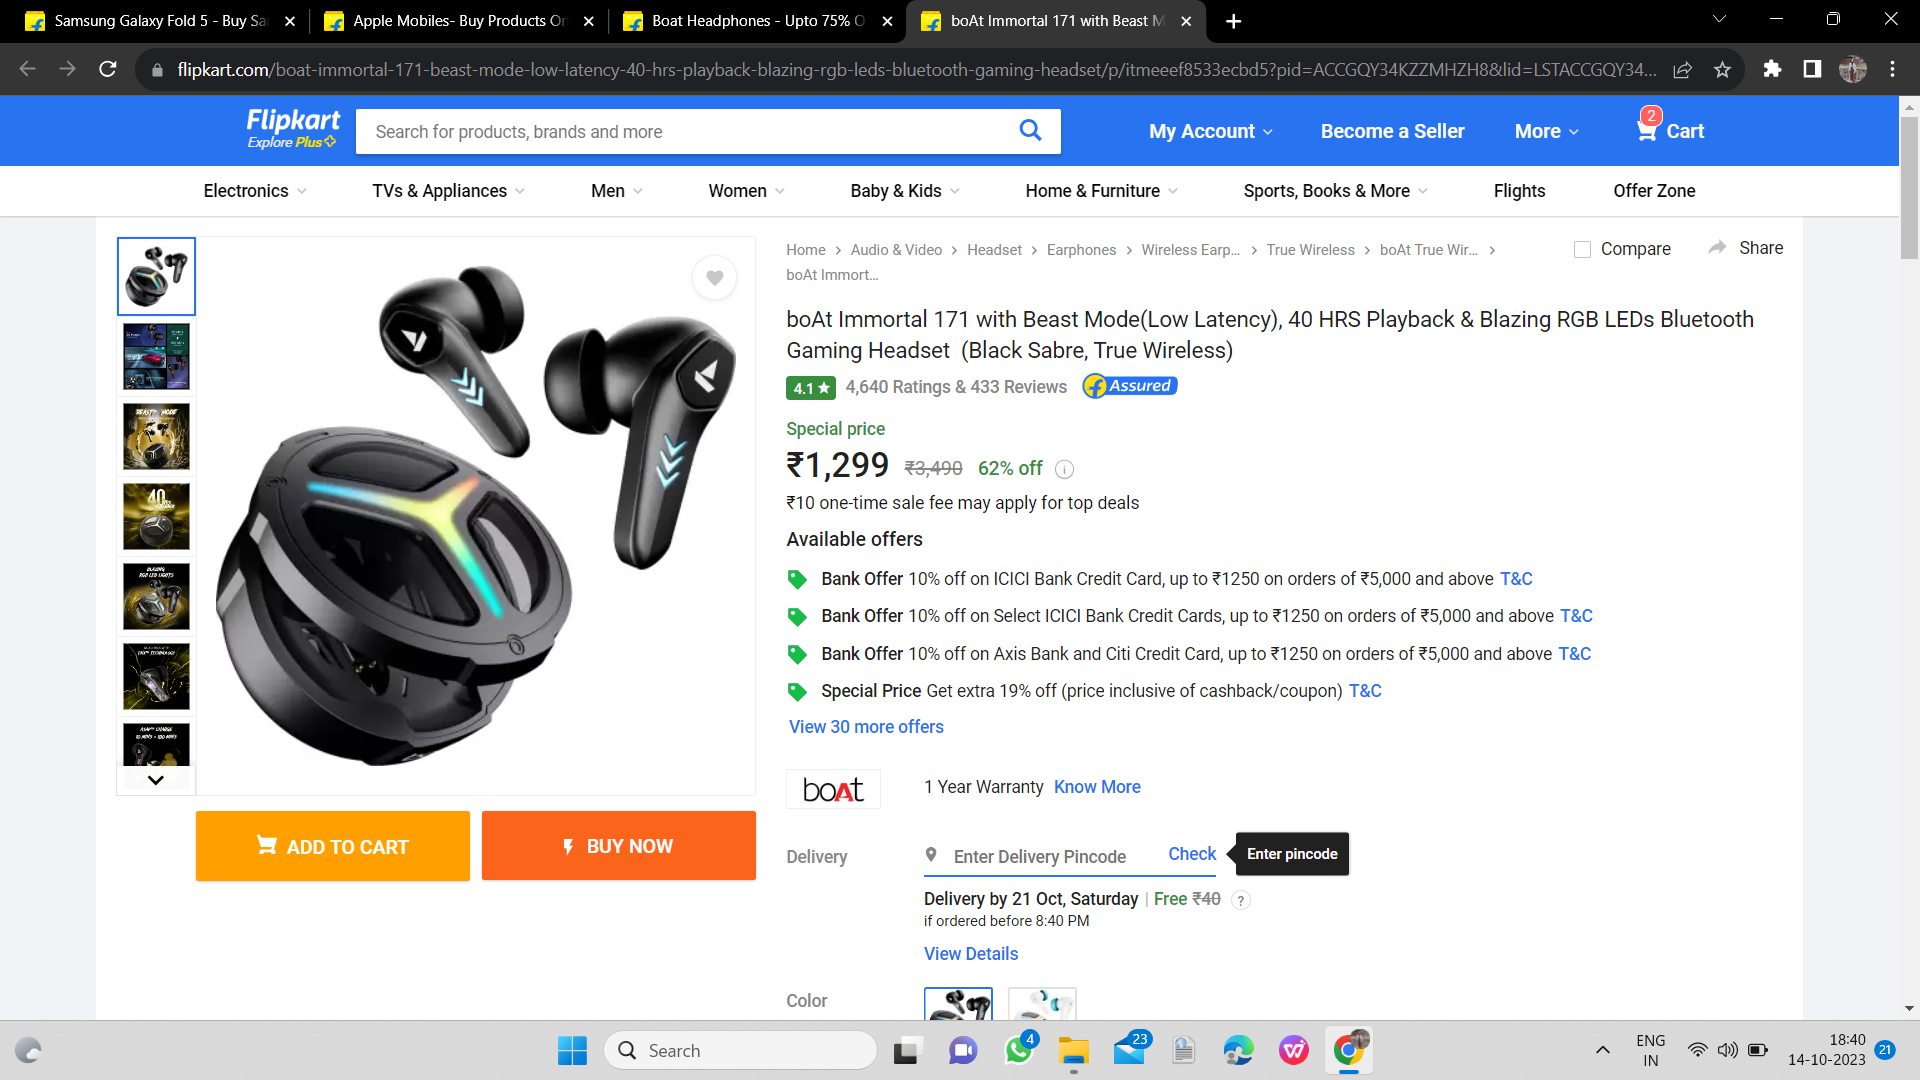 Samsung Galaxy Fold 5 - Buy Sa
Apple Mobiles- Buy Products On
Boat Headphones - Upto 75% O
boAt Immortal 171 with Beast M
flipkart.com/boat-immortal-171-beast-mode-low-latency-40-hrs-playback-blazing-rgb-leds-bluetooth-gaming-headset/p/itmeeef8533ecbd5?pid=ACCGQY34KZZMHZH8&lid=LSTACCGQY34...
Flipkart
Explore Plus
Search for products, brands and more
My Account
Become a Seller
More
2
Cart
Electronics
TVs & Appliances
Men
Women
Baby & Kids
Home & Furniture
Sports, Books & More
Flights
Offer Zone
Home > Audio & Video > Headset > Earphones > Wireless Earp... > True Wireless > boAt True Wir... >
boAt Immort...
Compare
Share
boAt Immortal 171 with Beast Mode(Low Latency), 40 HRS Playback & Blazing RGB LEDs Bluetooth
Gaming Headset (Black Sabre, True Wireless)
4.1★ 4,640 Ratings & 433 Reviews Assured
Special price
₹1,299 ₹3,490 62% off
₹10 one-time sale fee may apply for top deals
Available offers
Bank Offer 10% off on ICICI Bank Credit Card, up to ₹1250 on orders of ₹5,000 and above T&C
Bank Offer 10% off on Select ICICI Bank Credit Cards, up to ₹1250 on orders of ₹5,000 and above T&C
Bank Offer 10% off on Axis Bank and Citi Credit Card, up to ₹1250 on orders of ₹5,000 and above T&C
Special Price Get extra 19% off (price inclusive of cashback/coupon) T&C
View 30 more offers
boAt
1 Year Warranty Know More
BEAST MODE
40
BLAZING
RGB LED LIGHTS
ASAP CHARGE
ADD TO CART
BUY NOW
Delivery
Enter Delivery Pincode
Check
Enter pincode
Delivery by 21 Oct, Saturday | Free ₹40 ?
if ordered before 8:40 PM
View Details
Color
Search
4
23
ENG
IN
18:40
14-10-2023
21